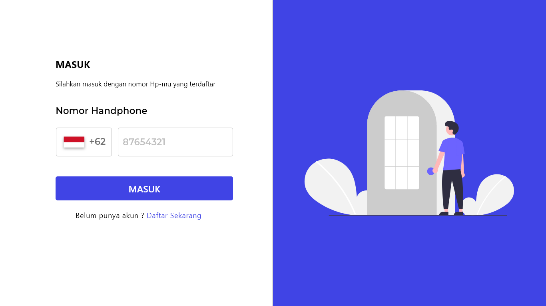 MASUK
Silahkan masuk dengan nomor Hp-mu yang terdaftar
Nomor Handphone
+62 87654321
MASUK
Belum punya akun ? Daftar Sekarang